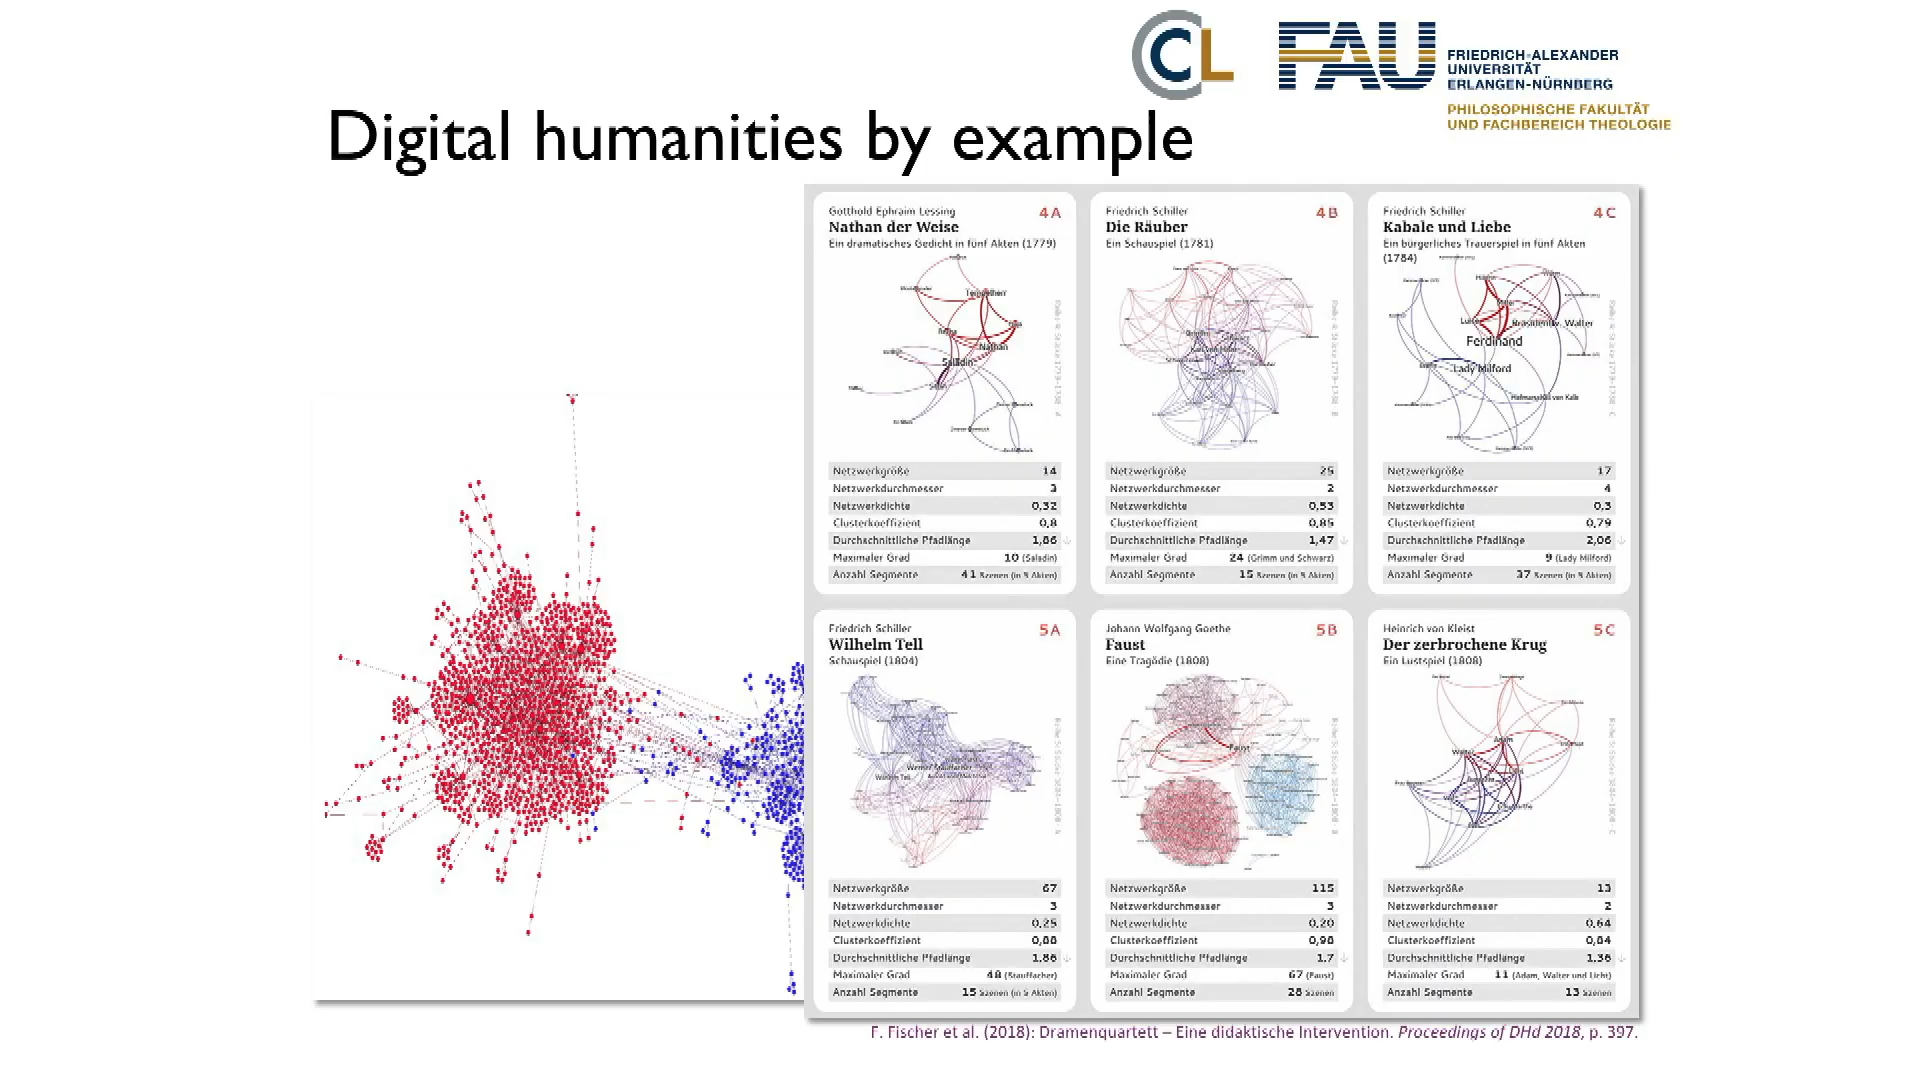 CL
FAU
FRIEDRICH-ALEXANDER
UNIVERSITÄT
ERLANGEN-NÜRNBERG
PHILOSOPHISCHE FAKULTÄT
UND FACHBEREICH THEOLOGIE
Digital humanities by example
Gotthold Ephraim Lessing 4A
Nathan der Weise
Ein dramatisches Gedicht in fünf Akten (1779)
Nathan
Saladin
Netzwerkgröße 14
Netzwerkdurchmesser 3
Netzwerkdichte 0,32
Clusterkoeffizient 0,8
Durchschnittliche Pfadlänge 1,86
Maximaler Grad 10 (Saladin)
Anzahl Segmente 41 Szenen (in 5 Akten)
Friedrich Schiller 4B
Die Räuber
Ein Schauspiel (1781)
Netzwerkgröße 25
Netzwerkdurchmesser 2
Netzwerkdichte 0,53
Clusterkoeffizient 0,85
Durchschnittliche Pfadlänge 1,47
Maximaler Grad 24 (Grimm und Schwarz)
Anzahl Segmente 15 Szenen (in 5 Akten)
Friedrich Schiller 4C
Kabale und Liebe
Ein bürgerliches Trauerspiel in fünf Akten
(1784)
Ferdinand
Lady Milford
Netzwerkgröße 17
Netzwerkdurchmesser 4
Netzwerkdichte 0,3
Clusterkoeffizient 0,79
Durchschnittliche Pfadlänge 2,06
Maximaler Grad 9 (Lady Milford)
Anzahl Segmente 37 Szenen (in 5 Akten)
Friedrich Schiller 5A
Wilhelm Tell
Schauspiel (1804)
Netzwerkgröße 67
Netzwerkdurchmesser 3
Netzwerkdichte 0,25
Clusterkoeffizient 0,88
Durchschnittliche Pfadlänge 1.86
Maximaler Grad 48 (Stauffacher)
Anzahl Segmente 15 Szenen (in 5 Akten)
Johann Wolfgang Goethe 5B
Faust
Eine Tragödie (1808)
Faust
Netzwerkgröße 115
Netzwerkdurchmesser 3
Netzwerkdichte 0,20
Clusterkoeffizient 0,98
Durchschnittliche Pfadlänge 1.7
Maximaler Grad 67 (Faust)
Anzahl Segmente 28 Szenen
Heinrich von Kleist 5C
Der zerbrochene Krug
Ein Lustspiel (1808)
Adam
Walter
Netzwerkgröße 13
Netzwerkdurchmesser 2
Netzwerkdichte 0,64
Clusterkoeffizient 0,84
Durchschnittliche Pfadlänge 1.36
Maximaler Grad 11 (Adam, Walter und Licht)
Anzahl Segmente 13 Szenen
F. Fischer et al. (2018): Dramenquartett – Eine didaktische Intervention. Proceedings of DHd 2018, p. 397.